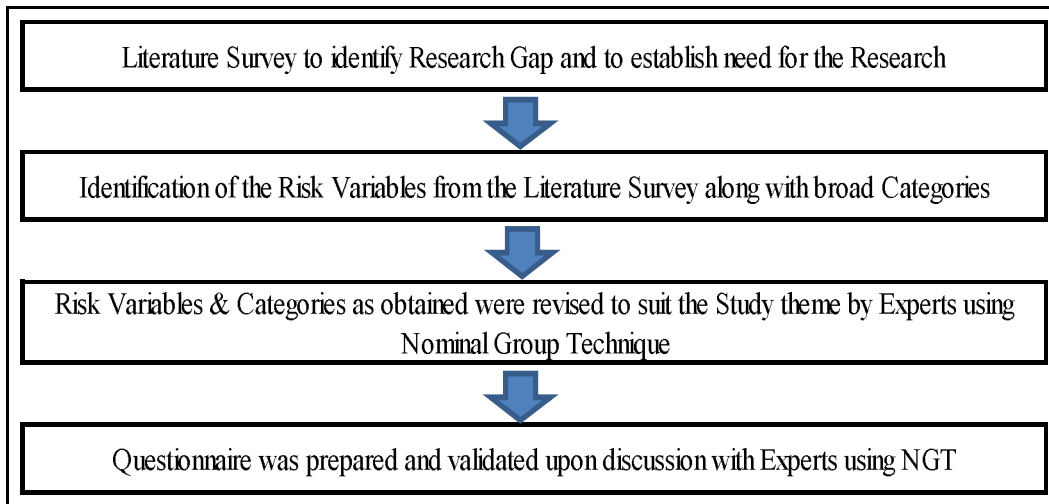 Literature Survey to identify Research Gap and to establish need for the Research
Identification of the Risk Variables from the Literature Survey along with broad Categories
Risk Variables & Categories as obtained were revised to suit the Study theme by Experts using
Nominal Group Technique
Questionnaire was prepared and validated upon discussion with Experts using NGT